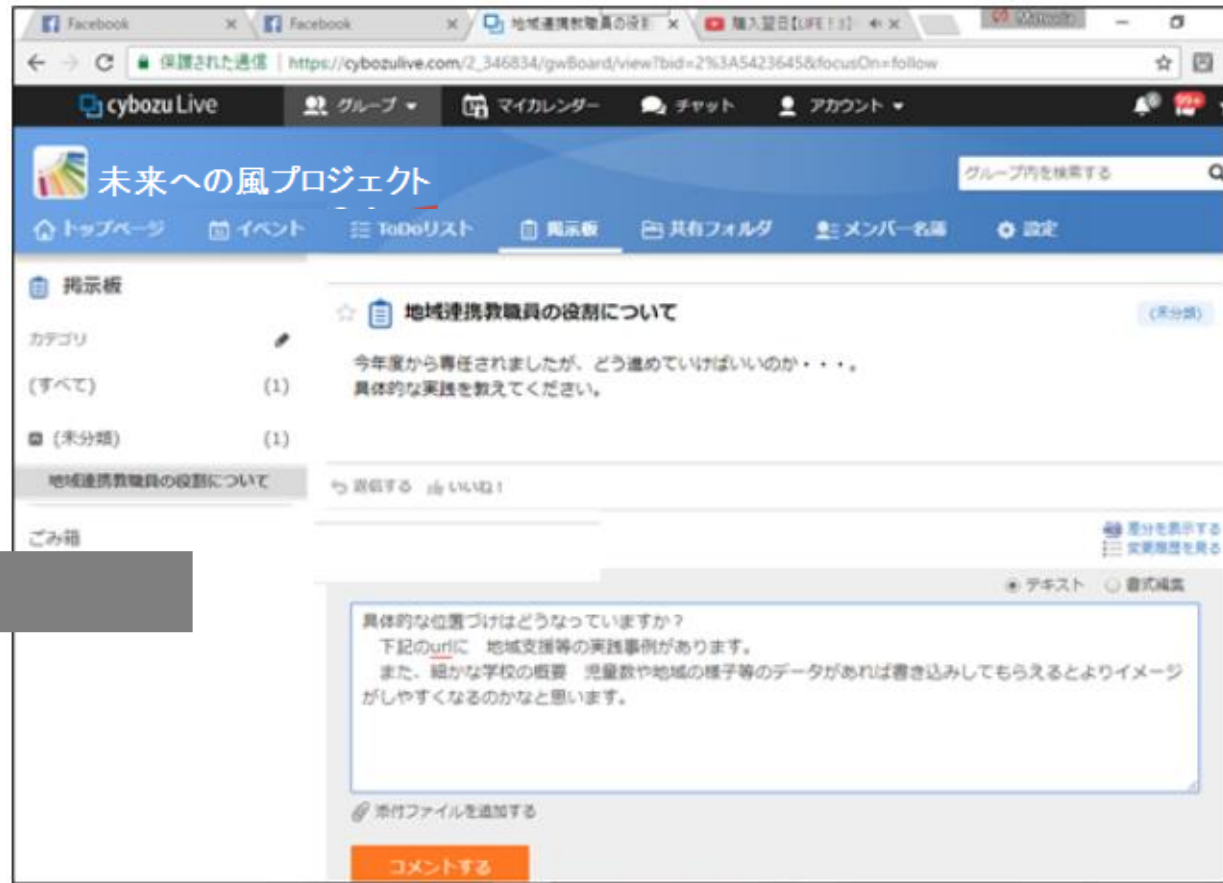 Facebook
Facebook
地域連携教職員の役割
購入翌日【LIFE!3】
保護された通信 https://cybozulive.com/2_346834/gwBoard/view?bid=2%3A5423645&focusOn=follow
cybozu Live グループ マイカレンダー チャット アカウント 99+
未来への風プロジェクト
グループ内を検索する
トップページ イベント ToDoリスト 掲示板 共有フォルダ メンバー名簿 設定
掲示板
カテゴリ
(すべて) (1)
(未分類) (1)
地域連携教職員の役割について
ごみ箱
地域連携教職員の役割について (未分類)
今年度から専任されましたが、どう進めていけばいいのか・・・。
具体的な実践を教えてください。
返信する いいね!
差分を表示する
変更履歴を見る
テキスト 書式編集
具体的な位置づけはどうなっていますか?
下記のurlに 地域支援等の実践事例があります。
また、細かな学校の概要 児童数や地域の様子等のデータがあれば書き込みしてもらえるとよりイメージ
がしやすくなるのかなと思います。
添付ファイルを追加する
コメントする